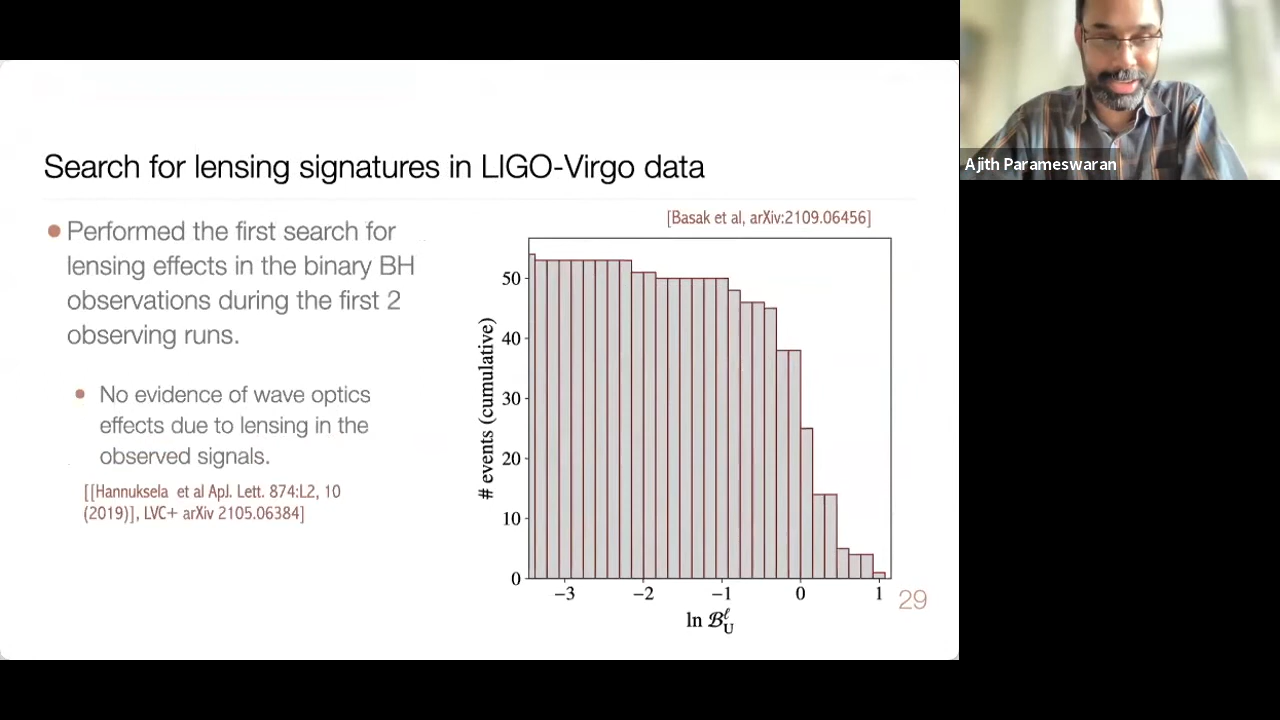 Search for lensing signatures in LIGO-Virgo data
Performed the first search for
lensing effects in the binary BH
observations during the first 2
observing runs.
No evidence of wave optics
effects due to lensing in the
observed signals.
[[Hannuksela et al ApJ. Lett. 874:L2, 10
(2019)], LVC+ arXiv 2105.06384]
[Basak et al, arXiv:2109.06456]
# events (cumulative)
50
40
30
20
10
0
−3 −2 −1 0 1
ln ℬᵁℓ
29
Ajith Parameswaran